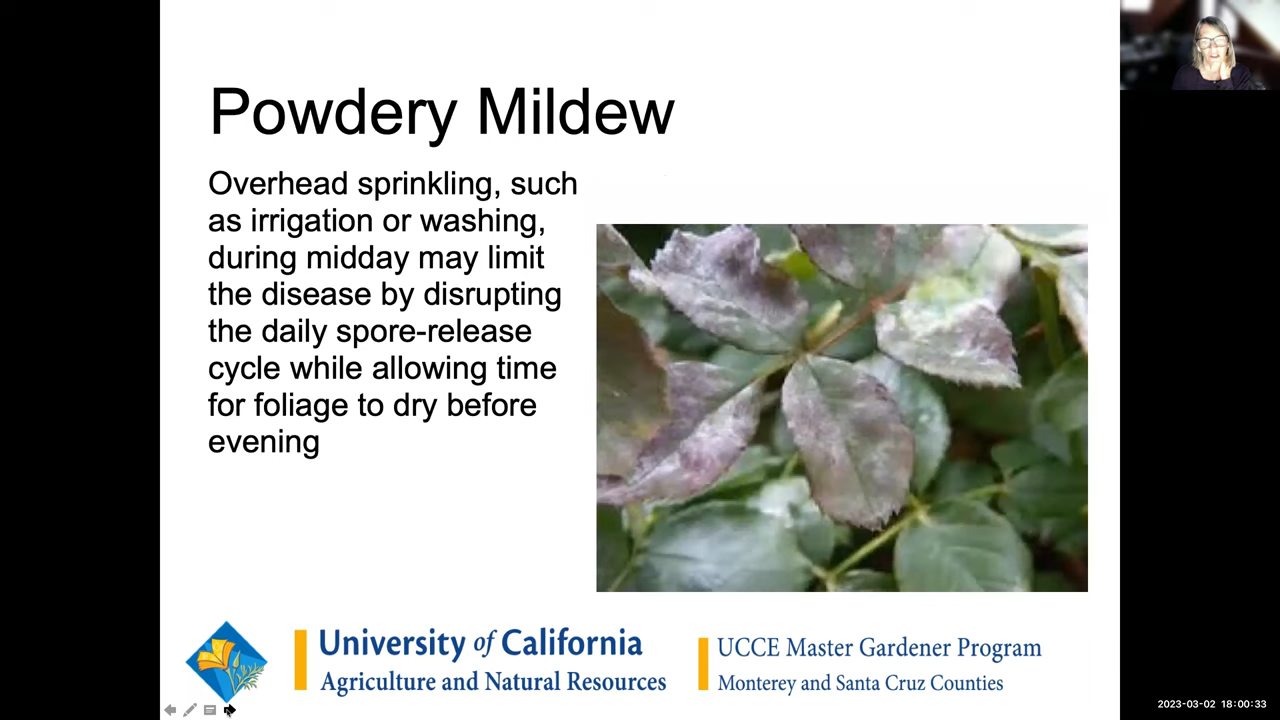 Powdery Mildew
Overhead sprinkling, such
as irrigation or washing,
during midday may limit
the disease by disrupting
the daily spore-release
cycle while allowing time
for foliage to dry before
evening
University of California
Agriculture and Natural Resources
UCCE Master Gardener Program
Monterey and Santa Cruz Counties
2023-03-02 18:00:33